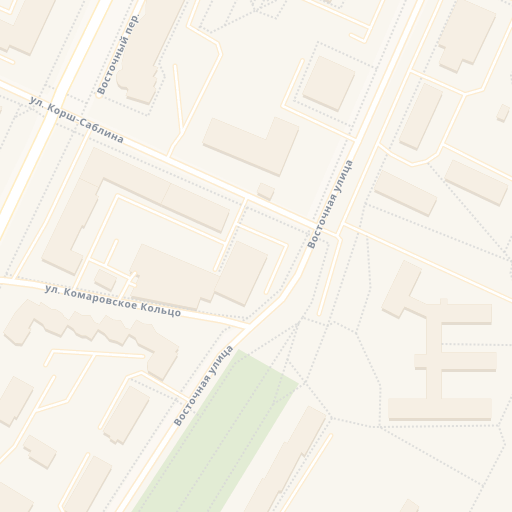 Восточный пер.
ул. Корш-Саблина
Восточная улица
ул. Комаровское Кольцо
Восточная улица